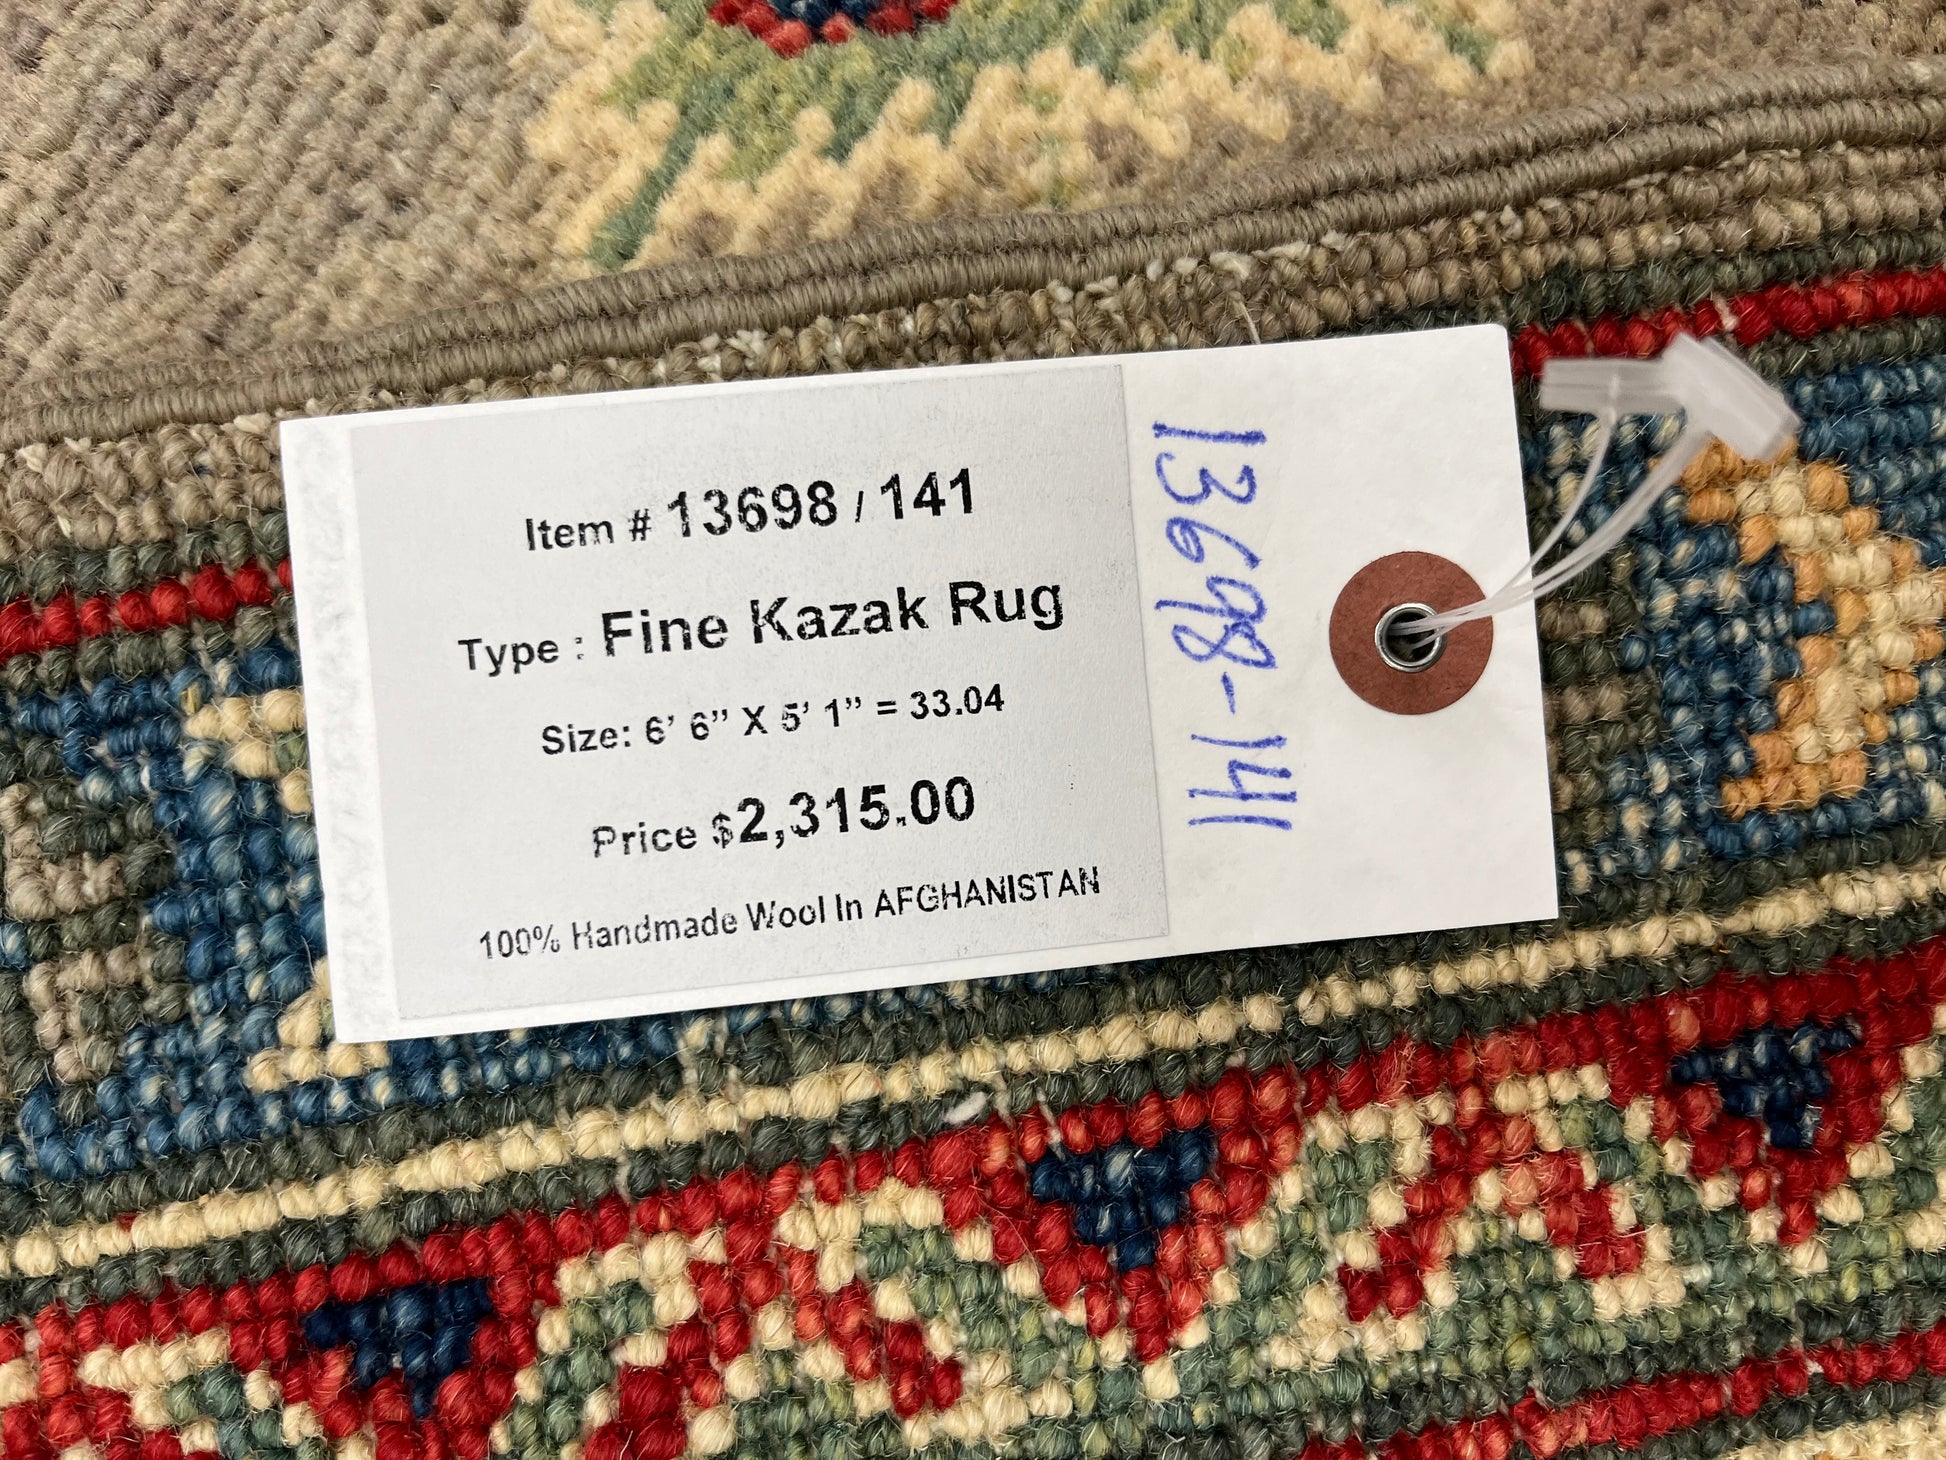 Item # 13698 / 141
Type : Fine Kazak Rug
Size: 6’ 6” X 5’ 1” = 33.04
Price $2,315.00
100% Handmade Wool In AFGHANISTAN
13698-141